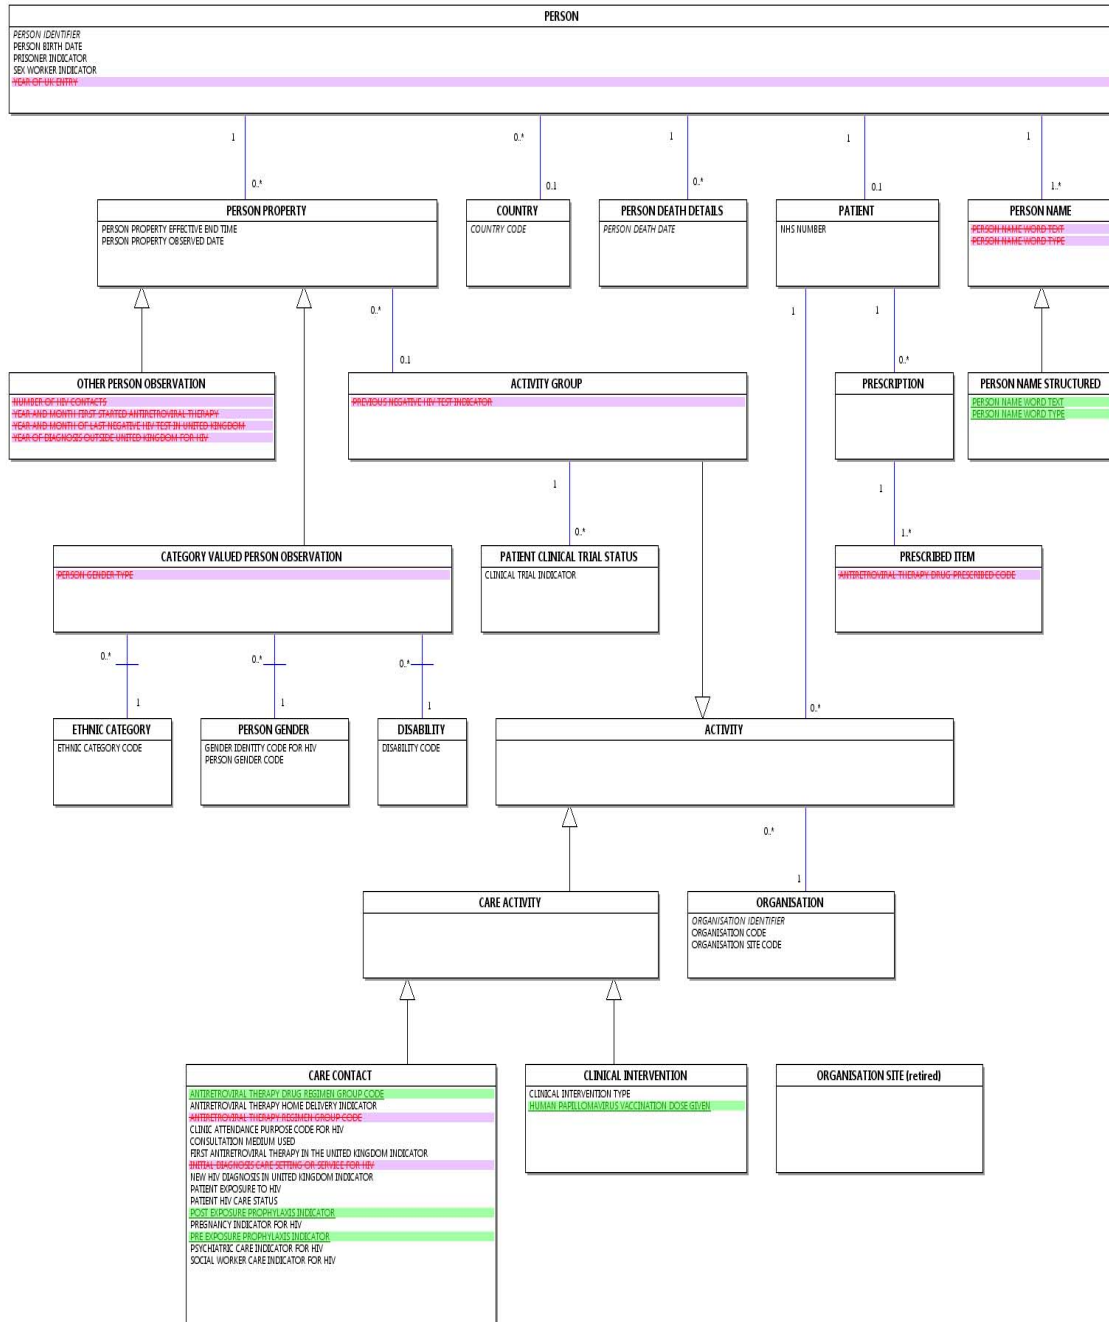 PERSON
PERSON IDENTIFIER
PERSON BIRTH DATE
PRISONER INDICATOR
SEX WORKER INDICATOR
YEAR OF UK ENTRY
1
0..*
1
1
1
0..*
0..1
0..*
0..1
1..*
PERSON PROPERTY
PERSON PROPERTY EFFECTIVE END TIME
PERSON PROPERTY OBSERVED DATE
COUNTRY
COUNTRY CODE
PERSON DEATH DETAILS
PERSON DEATH DATE
PATIENT
NHS NUMBER
PERSON NAME
PERSON NAME WORD TEXT
PERSON NAME WORD TYPE
0..*
1
1
0..1
0..*
OTHER PERSON OBSERVATION
NUMBER OF HIV CONTACTS
YEAR AND MONTH FIRST STARTED ANTIRETROVIRAL THERAPY
YEAR AND MONTH OF LAST NEGATIVE HIV TEST IN UNITED KINGDOM
YEAR OF DIAGNOSIS OUTSIDE UNITED KINGDOM FOR HIV
ACTIVITY GROUP
PREVIOUS NEGATIVE HIV TEST INDICATOR
PRESCRIPTION
PERSON NAME STRUCTURED
PERSON NAME WORD TEXT
PERSON NAME WORD TYPE
1
1
0..*
1..*
CATEGORY VALUED PERSON OBSERVATION
PERSON GENDER TYPE
PATIENT CLINICAL TRIAL STATUS
CLINICAL TRIAL INDICATOR
PRESCRIBED ITEM
ANTIRETROVIRAL THERAPY DRUG PRESCRIBED CODE
0..*
0..*
0..*
1
1
1
0..*
ETHNIC CATEGORY
ETHNIC CATEGORY CODE
PERSON GENDER
GENDER IDENTITY CODE FOR HIV
PERSON GENDER CODE
DISABILITY
DISABILITY CODE
ACTIVITY
0..*
1
CARE ACTIVITY
ORGANISATION
ORGANISATION IDENTIFIER
ORGANISATION CODE
ORGANISATION SITE CODE
CARE CONTACT
ANTIRETROVIRAL THERAPY DRUG REGIMEN GROUP CODE
ANTIRETROVIRAL THERAPY HOME DELIVERY INDICATOR
ANTIRETROVIRAL THERAPY REGIMEN GROUP CODE
CLINIC ATTENDANCE PURPOSE CODE FOR HIV
CONSULTATION MEDIUM USED
FIRST ANTIRETROVIRAL THERAPY IN THE UNITED KINGDOM INDICATOR
INITIAL DIAGNOSIS CARE SETTING OR SERVICE FOR HIV
NEW HIV DIAGNOSIS IN UNITED KINGDOM INDICATOR
PATIENT EXPOSURE TO HIV
PATIENT HIV CARE STATUS
POST EXPOSURE PROPHYLAXIS INDICATOR
PREGNANCY INDICATOR FOR HIV
PRE EXPOSURE PROPHYLAXIS INDICATOR
PSYCHIATRIC CARE INDICATOR FOR HIV
SOCIAL WORKER CARE INDICATOR FOR HIV
CLINICAL INTERVENTION
CLINICAL INTERVENTION TYPE
HUMAN PAPILLOMAVIRUS VACCINATION DOSE GIVEN
ORGANISATION SITE (retired)